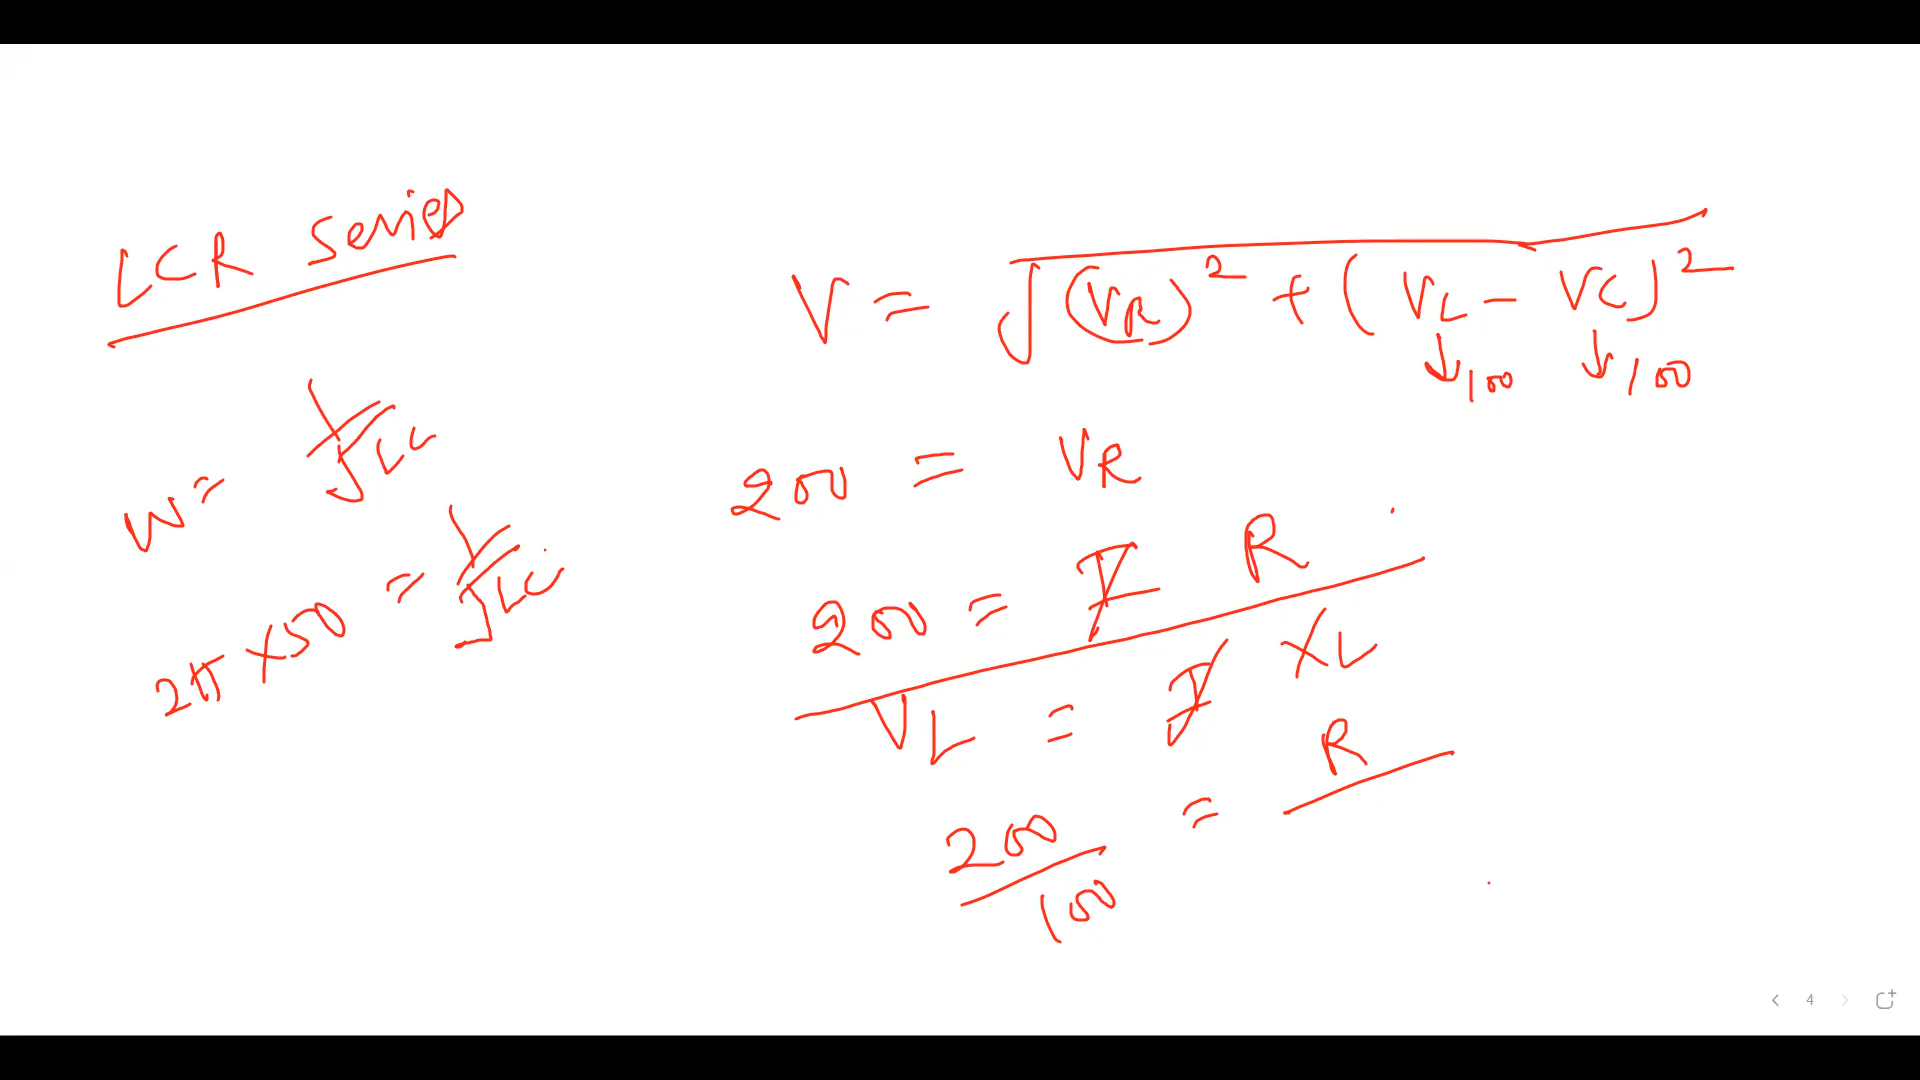 LCR Series
w = 1/√LC
2π × 50 = 1/√LC
V = √(VR)² + (VL - VC)²
↓100 ↓100
200 = VR
200 = I R
VL = I XL
200/100 = R
4